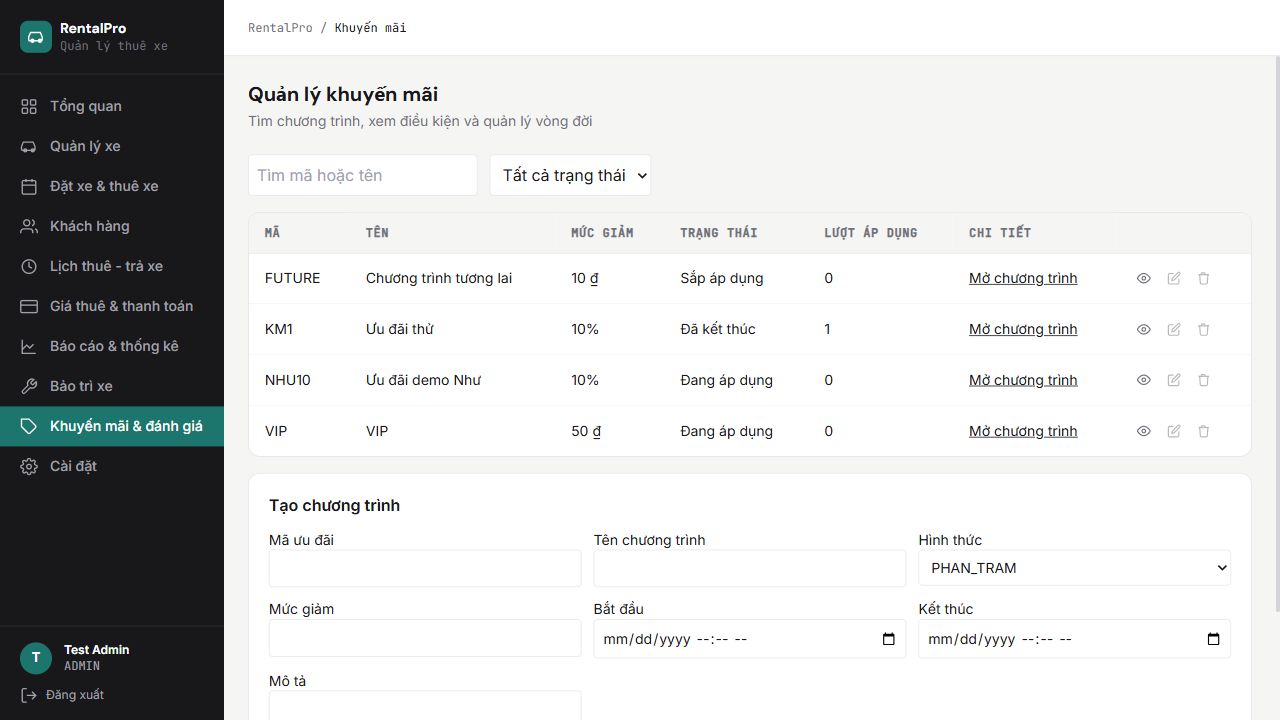 RentalPro
Quản lý thuê xe
Tổng quan
Quản lý xe
Đặt xe & thuê xe
Khách hàng
Lịch thuê - trả xe
Giá thuê & thanh toán
Báo cáo & thống kê
Bảo trì xe
Khuyến mãi & đánh giá
Cài đặt
T
Test Admin
ADMIN
Đăng xuất
RentalPro / Khuyến mãi
Quản lý khuyến mãi
Tìm chương trình, xem điều kiện và quản lý vòng đời
Tìm mã hoặc tên
Tất cả trạng thái
MÃ TÊN MỨC GIẢM TRẠNG THÁI LƯỢT ÁP DỤNG CHI TIẾT
FUTURE Chương trình tương lai 10 ₫ Sắp áp dụng 0 Mở chương trình
KM1 Ưu đãi thử 10% Đã kết thúc 1 Mở chương trình
NHU10 Ưu đãi demo Như 10% Đang áp dụng 0 Mở chương trình
VIP VIP 50 ₫ Đang áp dụng 0 Mở chương trình
Tạo chương trình
Mã ưu đãi Tên chương trình Hình thức
PHAN_TRAM
Mức giảm Bắt đầu Kết thúc
mm/dd/yyyy --:-- -- mm/dd/yyyy --:-- --
Mô tả